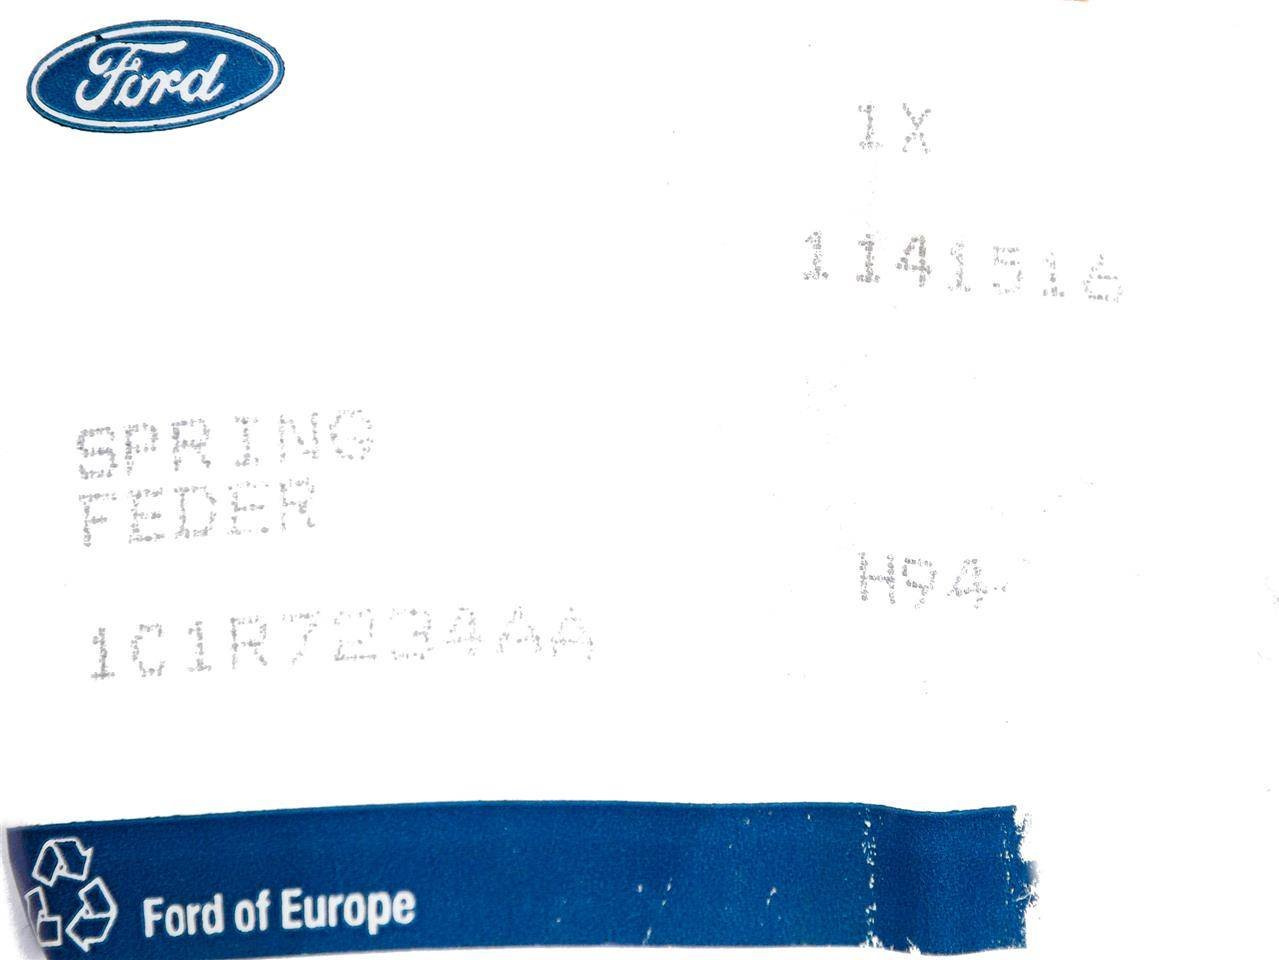 Ford
1X
1141516
SPRING
FEDER
H94
1C1R7234AA
Ford of Europe